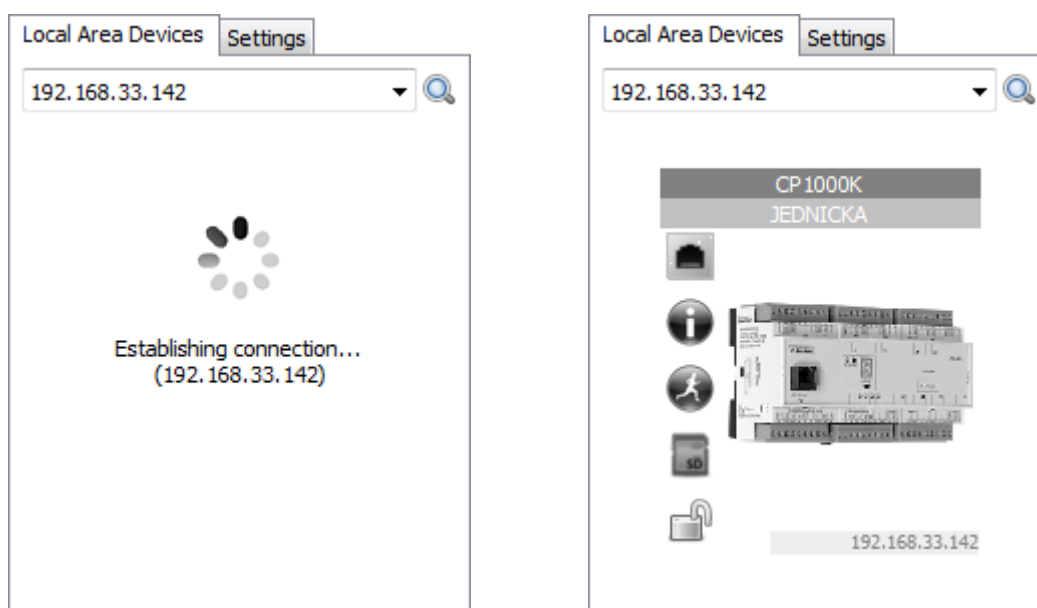 Local Area Devices
Settings
192.168.33.142
Establishing connection...
(192.168.33.142)
Local Area Devices
Settings
192.168.33.142
CP1000K
JEDNICKA
SD
192.168.33.142